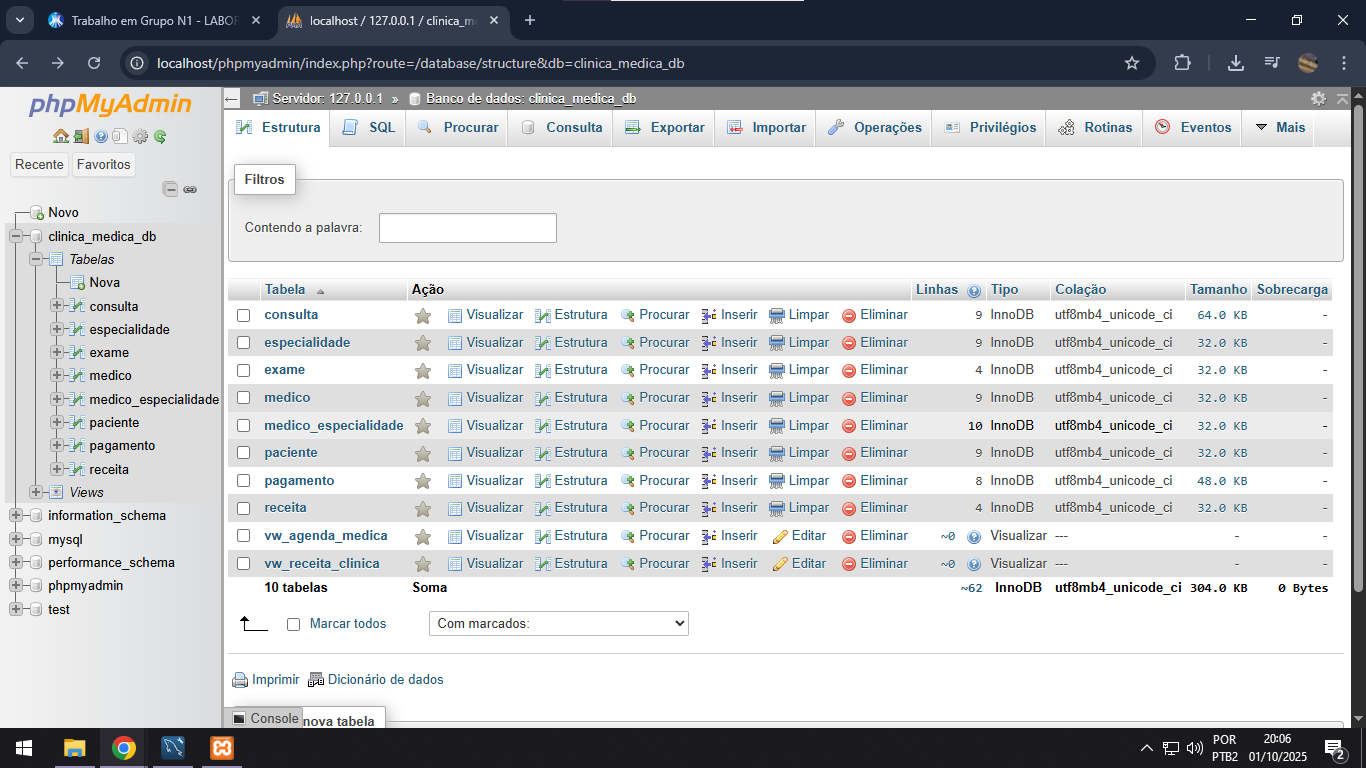 Trabalho em Grupo N1 - LABOR
localhost / 127.0.0.1 / clinica_me
localhost/phpmyadmin/index.php?route=/database/structure&db=clinica_medica_db
phpMyAdmin
Recente Favoritos
Novo
clinica_medica_db
Tabelas
Nova
consulta
especialidade
exame
medico
medico_especialidade
paciente
pagamento
receita
Views
information_schema
mysql
performance_schema
phpmyadmin
test
Servidor: 127.0.0.1 » Banco de dados: clinica_medica_db
Estrutura SQL Procurar Consulta Exportar Importar Operações Privilégios Rotinas Eventos Mais
Filtros
Contendo a palavra:
Tabela Ação Linhas Tipo Colação Tamanho Sobrecarga
consulta Visualizar Estrutura Procurar Inserir Limpar Eliminar 9 InnoDB utf8mb4_unicode_ci 64.0 KB -
especialidade Visualizar Estrutura Procurar Inserir Limpar Eliminar 9 InnoDB utf8mb4_unicode_ci 32.0 KB -
exame Visualizar Estrutura Procurar Inserir Limpar Eliminar 4 InnoDB utf8mb4_unicode_ci 32.0 KB -
medico Visualizar Estrutura Procurar Inserir Limpar Eliminar 9 InnoDB utf8mb4_unicode_ci 32.0 KB -
medico_especialidade Visualizar Estrutura Procurar Inserir Limpar Eliminar 10 InnoDB utf8mb4_unicode_ci 32.0 KB -
paciente Visualizar Estrutura Procurar Inserir Limpar Eliminar 9 InnoDB utf8mb4_unicode_ci 32.0 KB -
pagamento Visualizar Estrutura Procurar Inserir Limpar Eliminar 8 InnoDB utf8mb4_unicode_ci 48.0 KB -
receita Visualizar Estrutura Procurar Inserir Limpar Eliminar 4 InnoDB utf8mb4_unicode_ci 32.0 KB -
vw_agenda_medica Visualizar Estrutura Procurar Inserir Editar Eliminar ~0 Visualizar --- - -
vw_receita_clinica Visualizar Estrutura Procurar Inserir Editar Eliminar ~0 Visualizar --- - -
10 tabelas Soma ~62 InnoDB utf8mb4_unicode_ci 304.0 KB 0 Bytes
Marcar todos Com marcados:
Imprimir Dicionário de dados
Console nova tabela
POR
PTB2
20:06
01/10/2025
2